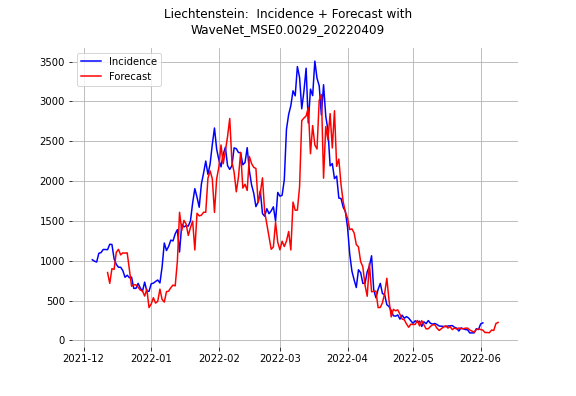 Liechtenstein:  Incidence + Forecast with
WaveNet_MSE0.0029_20220409
Incidence
Forecast
3500
3000
2500
2000
1500
1000
500
0
2021-12 2022-01 2022-02 2022-03 2022-04 2022-05 2022-06